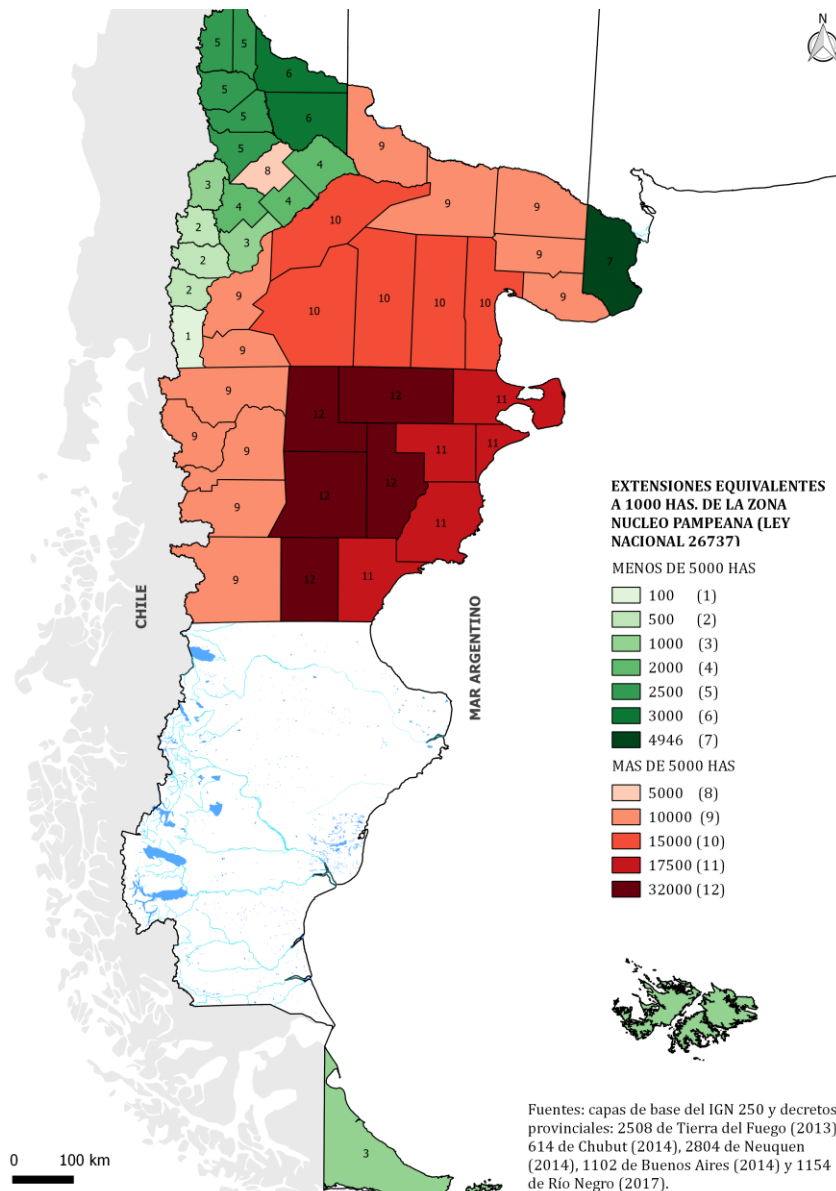 N
5 5
6
5
5 6
5 9
4
8
3
4 4
9 9
10
2
3
9
2 7
2 9 9
10 10 10 10
1
9
9 12 12 11
12
9 9 11 11
12 12
9 11
9 12 11
CHILE
MAR ARGENTINO
EXTENSIONES EQUIVALENTES
A 1000 HAS. DE LA ZONA
NUCLEO PAMPEANA (LEY
NACIONAL 26737)
MENOS DE 5000 HAS
100 (1)
500 (2)
1000 (3)
2000 (4)
2500 (5)
3000 (6)
4946 (7)
MAS DE 5000 HAS
5000 (8)
10000 (9)
15000 (10)
17500 (11)
32000 (12)
3
Fuentes: capas de base del IGN 250 y decretos
provinciales: 2508 de Tierra del Fuego (2013)
614 de Chubut (2014), 2804 de Neuquen
(2014), 1102 de Buenos Aires (2014) y 1154
de Río Negro (2017).
0 100 km